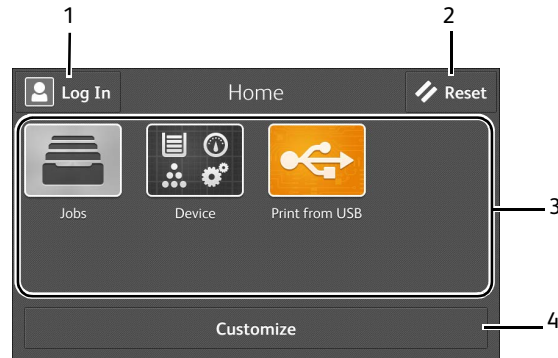 1 2
Log In Home Reset
Jobs Device Print from USB
3
Customize 4